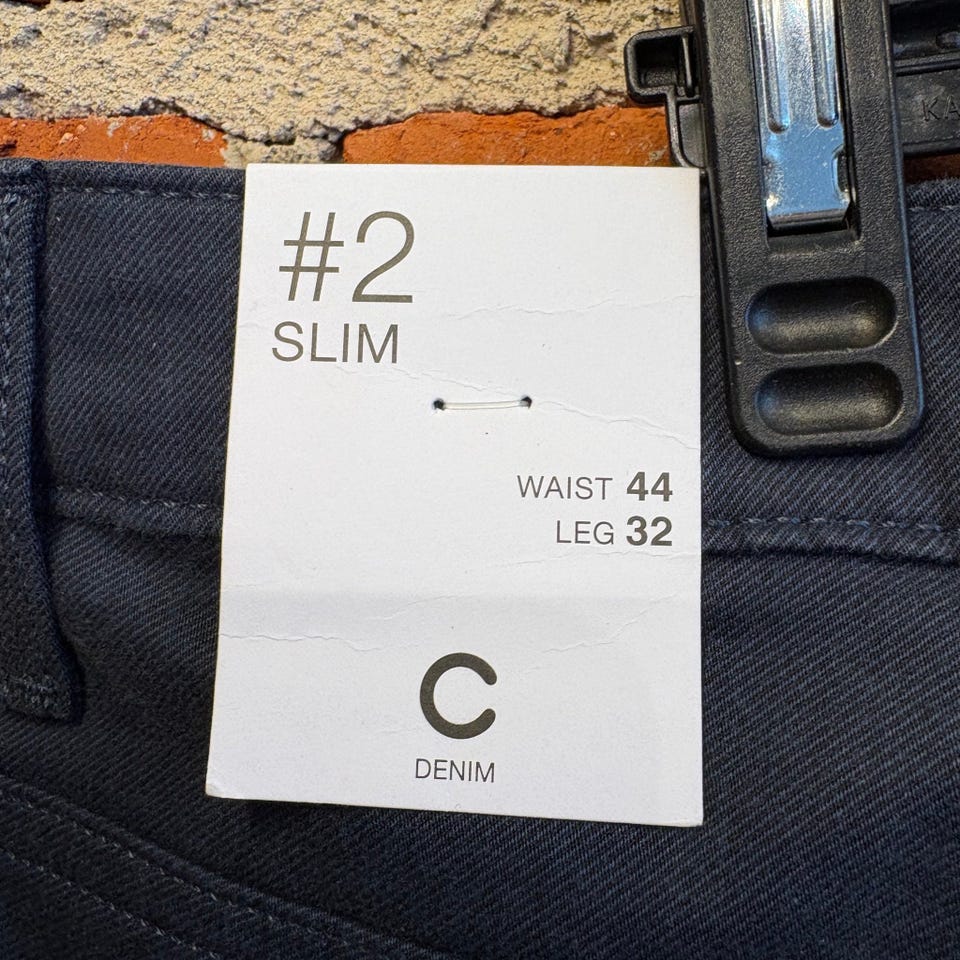 #2
SLIM
WAIST 44
LEG 32
C
DENIM